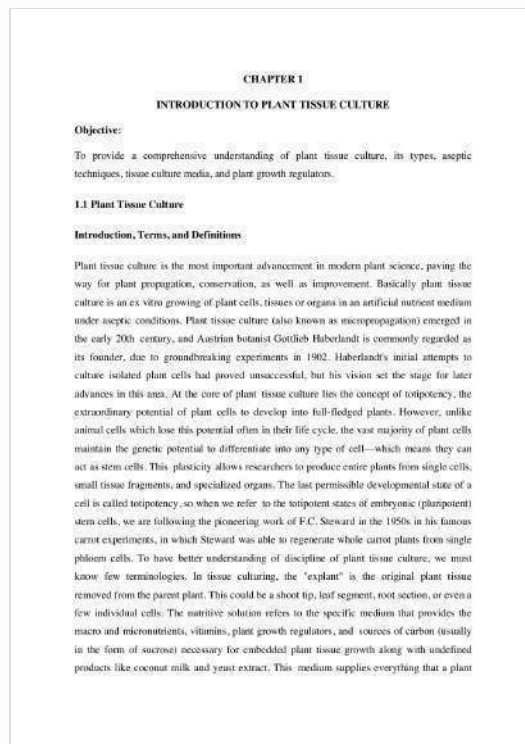 CHAPTER 1
INTRODUCTION TO PLANT TISSUE CULTURE
Objective:
To provide a comprehensive understanding of plant tissue culture, its types, aseptic
techniques, tissue culture media, and plant growth regulators.
1.1 Plant Tissue Culture
Introduction, Terms, and Definitions
Plant tissue culture is the most important advancement in modern plant science, paving the
way for plant propagation, conservation, as well as improvement. Basically plant tissue
culture is an ex vitro growing of plant cells, tissues or organs in an artificial nutrient medium
under aseptic conditions. Plant tissue culture (also known as micropropagation) emerged in
the early 20th century, and Austrian botanist Gottlieb Haberlandt is commonly regarded as
its founder, due to groundbreaking experiments in 1902. Haberlandt's initial attempts to
culture isolated plant cells had proved unsuccessful, but his vision set the stage for later
advances in this area. At the core of plant tissue culture lies the concept of totipotency, the
extraordinary potential of plant cells to develop into full-fledged plants. However, unlike
animal cells which lose this potential often in their life cycle, the vast majority of plant cells
maintain the genetic potential to differentiate into any type of cell—which means they can
act as stem cells. This plasticity allows researchers to produce entire plants from single cells,
small tissue fragments, and specialized organs. The last permissible developmental state of a
cell is called totipotency, so when we refer to the totipotent states of embryonic (pluripotent)
stem cells, we are following the pioneering work of F.C. Steward in the 1950s in his famous
carrot experiments, in which Steward was able to regenerate whole carrot plants from single
phloem cells. To have better understanding of discipline of plant tissue culture, we must
know few terminologies. In tissue culturing, the "explant" is the original plant tissue
removed from the parent plant. This could be a shoot tip, leaf segment, root section, or even a
few individual cells. The nutritive solution refers to the specific medium that provides the
macro and micronutrients, vitamins, plant growth regulators, and sources of carbon (usually
in the form of sucrose) necessary for embedded plant tissue growth along with undefined
products like coconut milk and yeast extract. This medium supplies everything that a plant